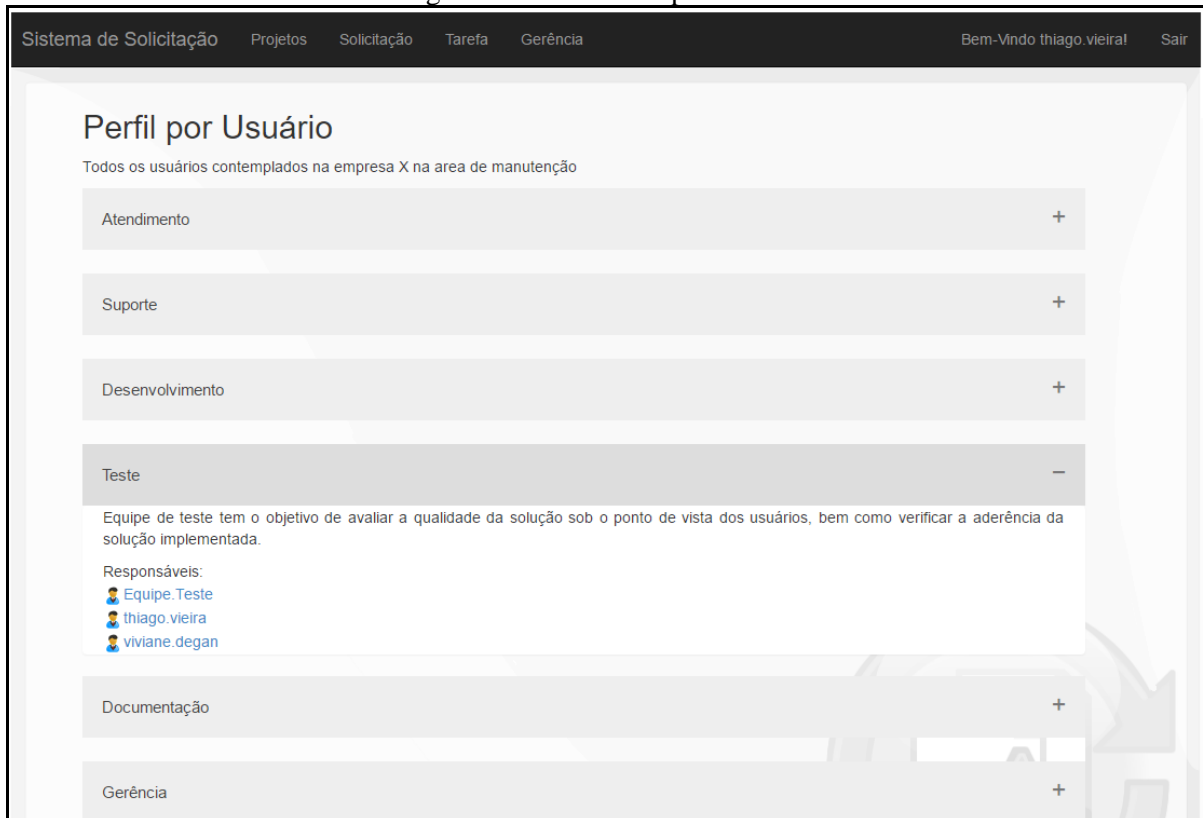 Sistema de Solicitação Projetos Solicitação Tarefa Gerência Bem-Vindo thiago.vieira! Sair
Perfil por Usuário
Todos os usuários contemplados na empresa X na area de manutenção
Atendimento +
Suporte +
Desenvolvimento +
Teste −
Equipe de teste tem o objetivo de avaliar a qualidade da solução sob o ponto de vista dos usuários, bem como verificar a aderência da
solução implementada.
Responsáveis:
Equipe.Teste
thiago.vieira
viviane.degan
Documentação +
Gerência +